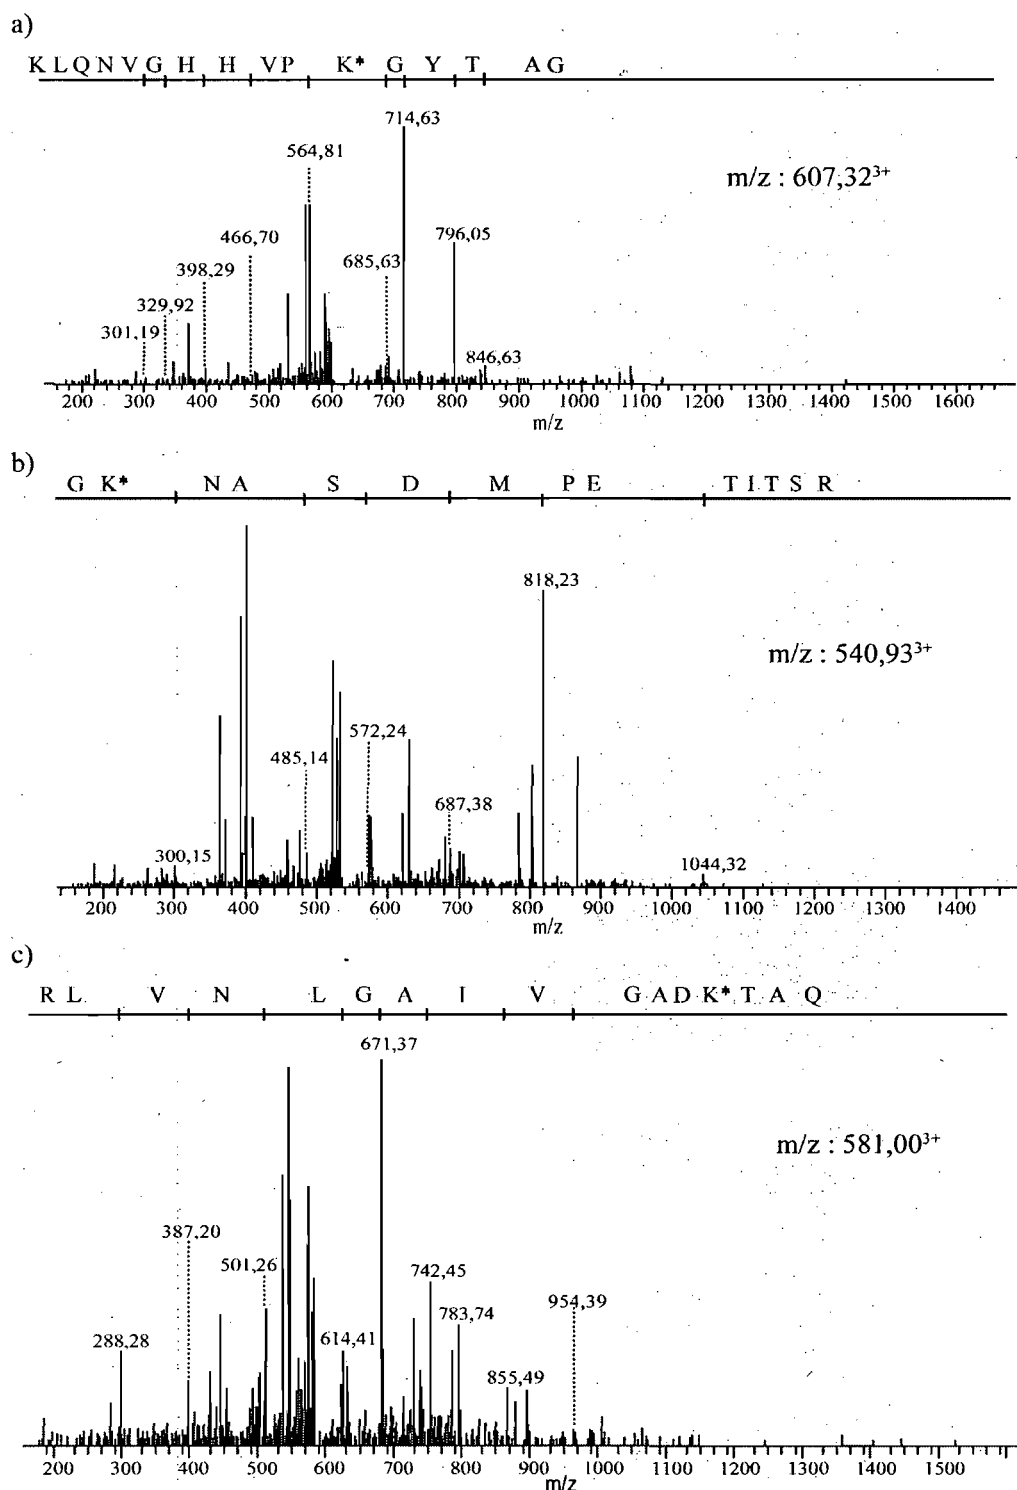 a)
K L Q N V G H H V P K* G Y T A G
714,63
564,81
m/z : 607,32³⁺
466,70
796,05
685,63
398,29
329,92
301,19
846,63
200 300 400 500 600 700 800 900 1000 1100 1200 1300 1400 1500 1600
m/z
b)
G K* N A S D M P E T I T S R
818,23
m/z : 540,93³⁺
572,24
485,14
687,38
300,15
1044,32
200 300 400 500 600 700 800 900 1000 1100 1200 1300 1400
m/z
c)
R L V N L G A I V G A D K* T A Q
671,37
m/z : 581,00³⁺
387,20
501,26
742,45
954,39
783,74
288,28
614,41
855,49
200 300 400 500 600 700 800 900 1000 1100 1200 1300 1400 1500
m/z